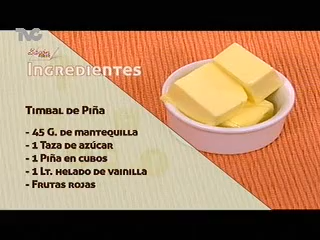 TVC
Ingredientes
Timbal de Piña
- 45 G. de mantequilla
- 1 Taza de azúcar
- 1 Piña en cubos
- 1 Lt. helado de vainilla
- Frutas rojas